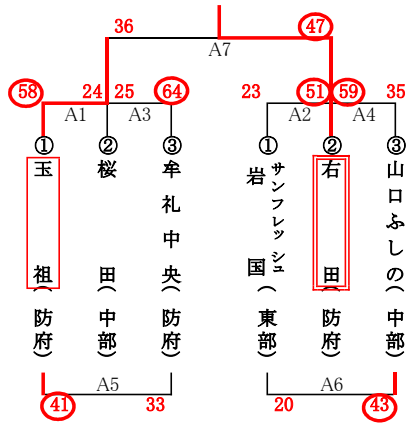 36
A7
47
58
24
25
64
23
51
59
35
A1
A3
A2
A4
①
②
③
①
②
③
玉祖(防府)
桜田(中部)
牟礼中央(防府)
サンフレッシュ
岩国(東部)
右田(防府)
山口ふしの(中部)
A5
A6
41
33
20
43